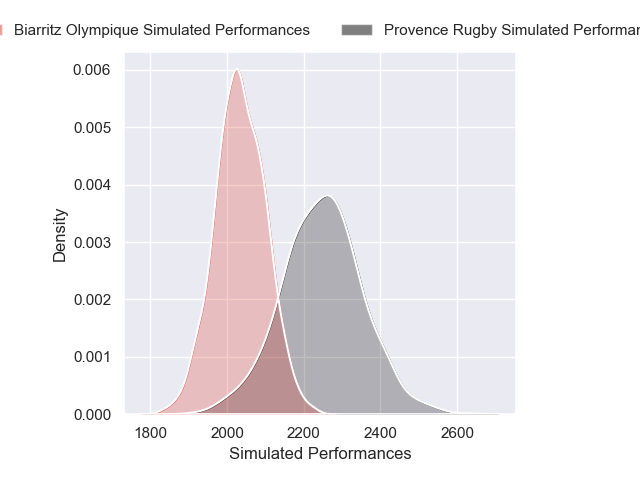 Biarritz Olympique Simulated Performances
Provence Rugby Simulated
0.006
0.005
0.004
0.003
0.002
0.001
0.000
Density
1800 2000 2200 2400 2600
Simulated Performances